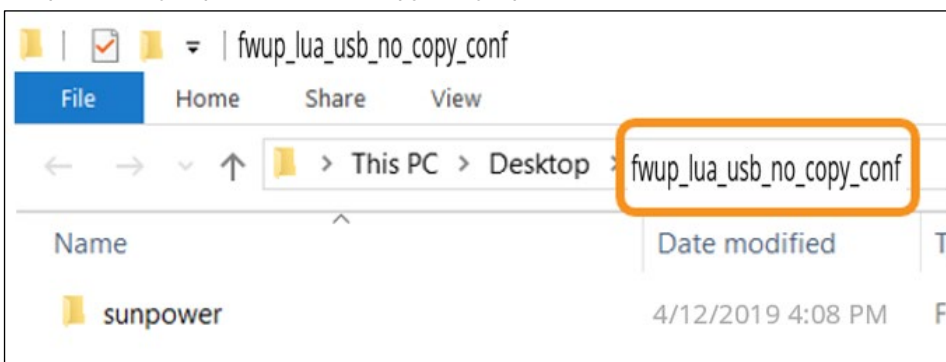 fwup_lua_usb_no_copy_conf
File Home Share View
> This PC > Desktop > fwup_lua_usb_no_copy_conf
Name Date modified
sunpower 4/12/2019 4:08 PM